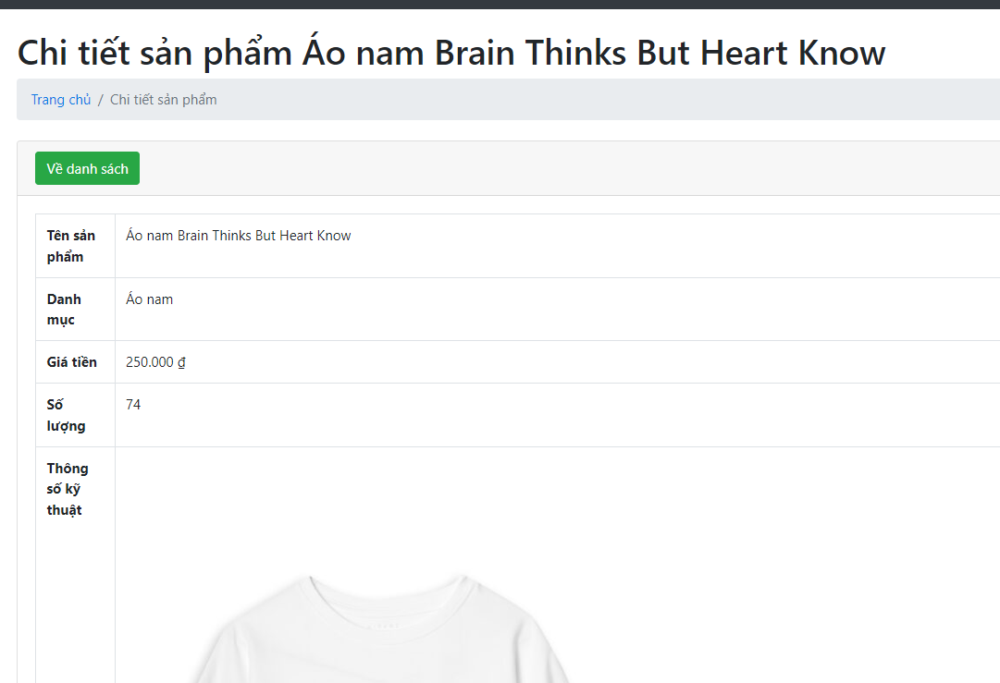 Chi tiết sản phẩm Áo nam Brain Thinks But Heart Know
Trang chủ / Chi tiết sản phẩm
Về danh sách
Tên sản
phẩm
Áo nam Brain Thinks But Heart Know
Danh
mục
Áo nam
Giá tiền
250.000 ₫
Số
lượng
74
Thông
số kỹ
thuật